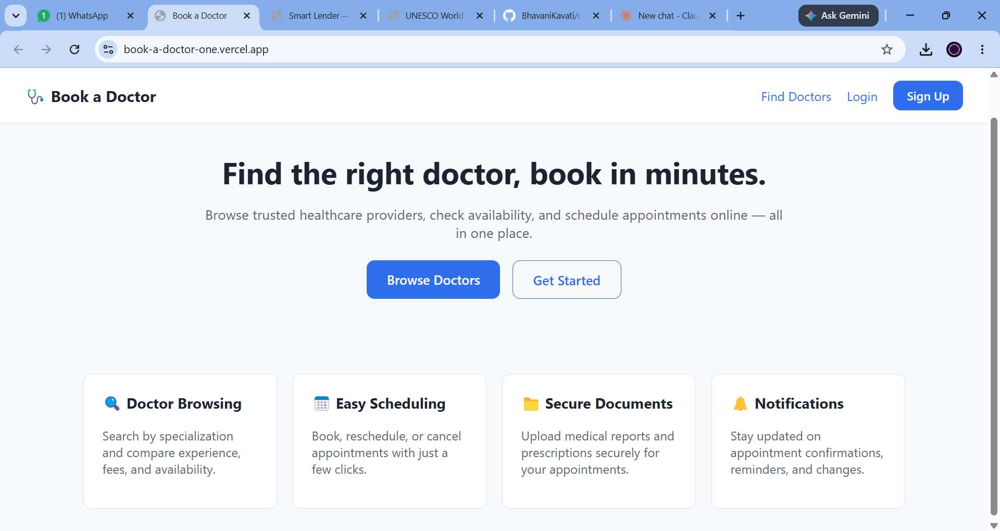 1 (1) WhatsApp
Book a Doctor
Smart Lender —
UNESCO World
BhavaniKavati/c
New chat - Clau
Ask Gemini
book-a-doctor-one.vercel.app
Book a Doctor
Find Doctors
Login
Sign Up
Find the right doctor, book in minutes.
Browse trusted healthcare providers, check availability, and schedule appointments online — all
in one place.
Browse Doctors
Get Started
Doctor Browsing
Search by specialization
and compare experience,
fees, and availability.
Easy Scheduling
Book, reschedule, or cancel
appointments with just a
few clicks.
Secure Documents
Upload medical reports and
prescriptions securely for
your appointments.
Notifications
Stay updated on
appointment confirmations,
reminders, and changes.